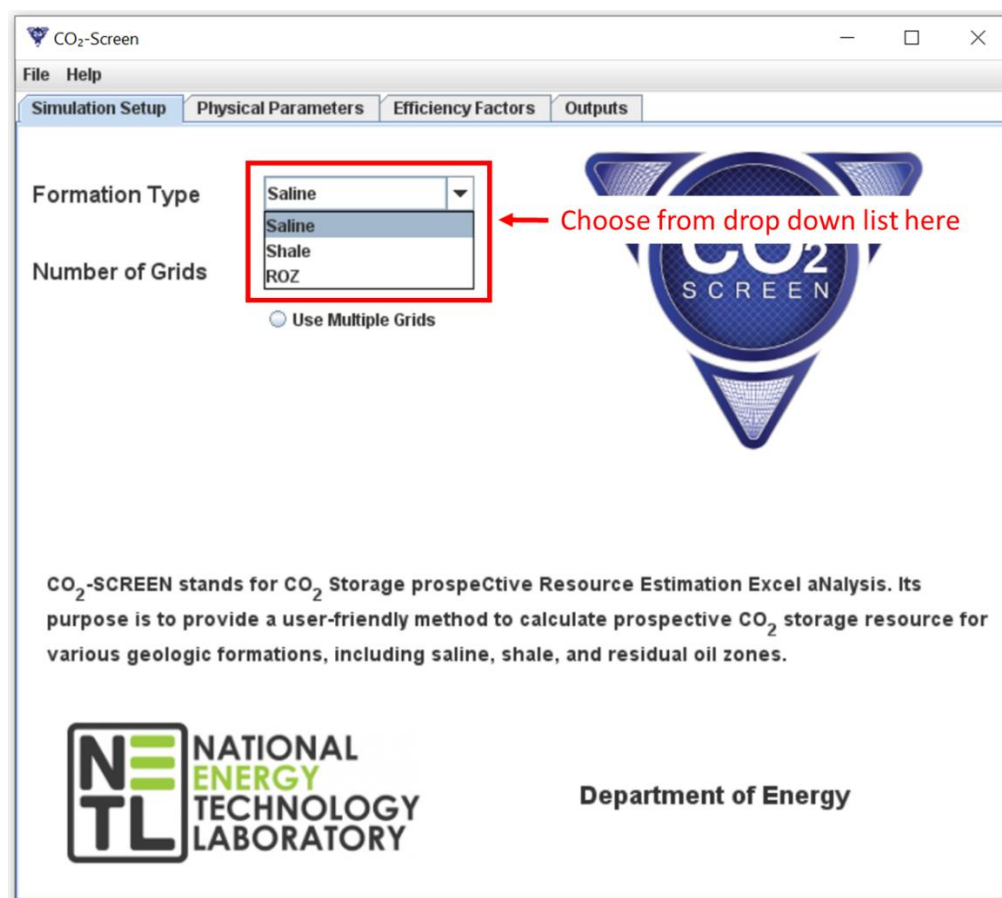 CO₂-Screen
File Help
Simulation Setup Physical Parameters Efficiency Factors Outputs
Formation Type
Saline
Saline
Shale
ROZ
Choose from drop down list here
Number of Grids
Use Multiple Grids
CO2
SCREEN
CO₂-SCREEN stands for CO₂ Storage prospeCtive Resource Estimation Excel aNalysis. Its
purpose is to provide a user-friendly method to calculate prospective CO₂ storage resource for
various geologic formations, including saline, shale, and residual oil zones.
NE
TL
NATIONAL
ENERGY
TECHNOLOGY
LABORATORY
Department of Energy